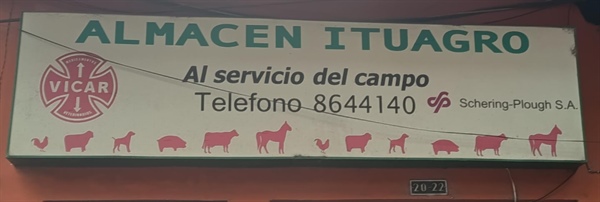 ALMACEN ITUAGRO
VICAR
Al servicio del campo
Telefono 8644140
Schering-Plough S.A.
20-22